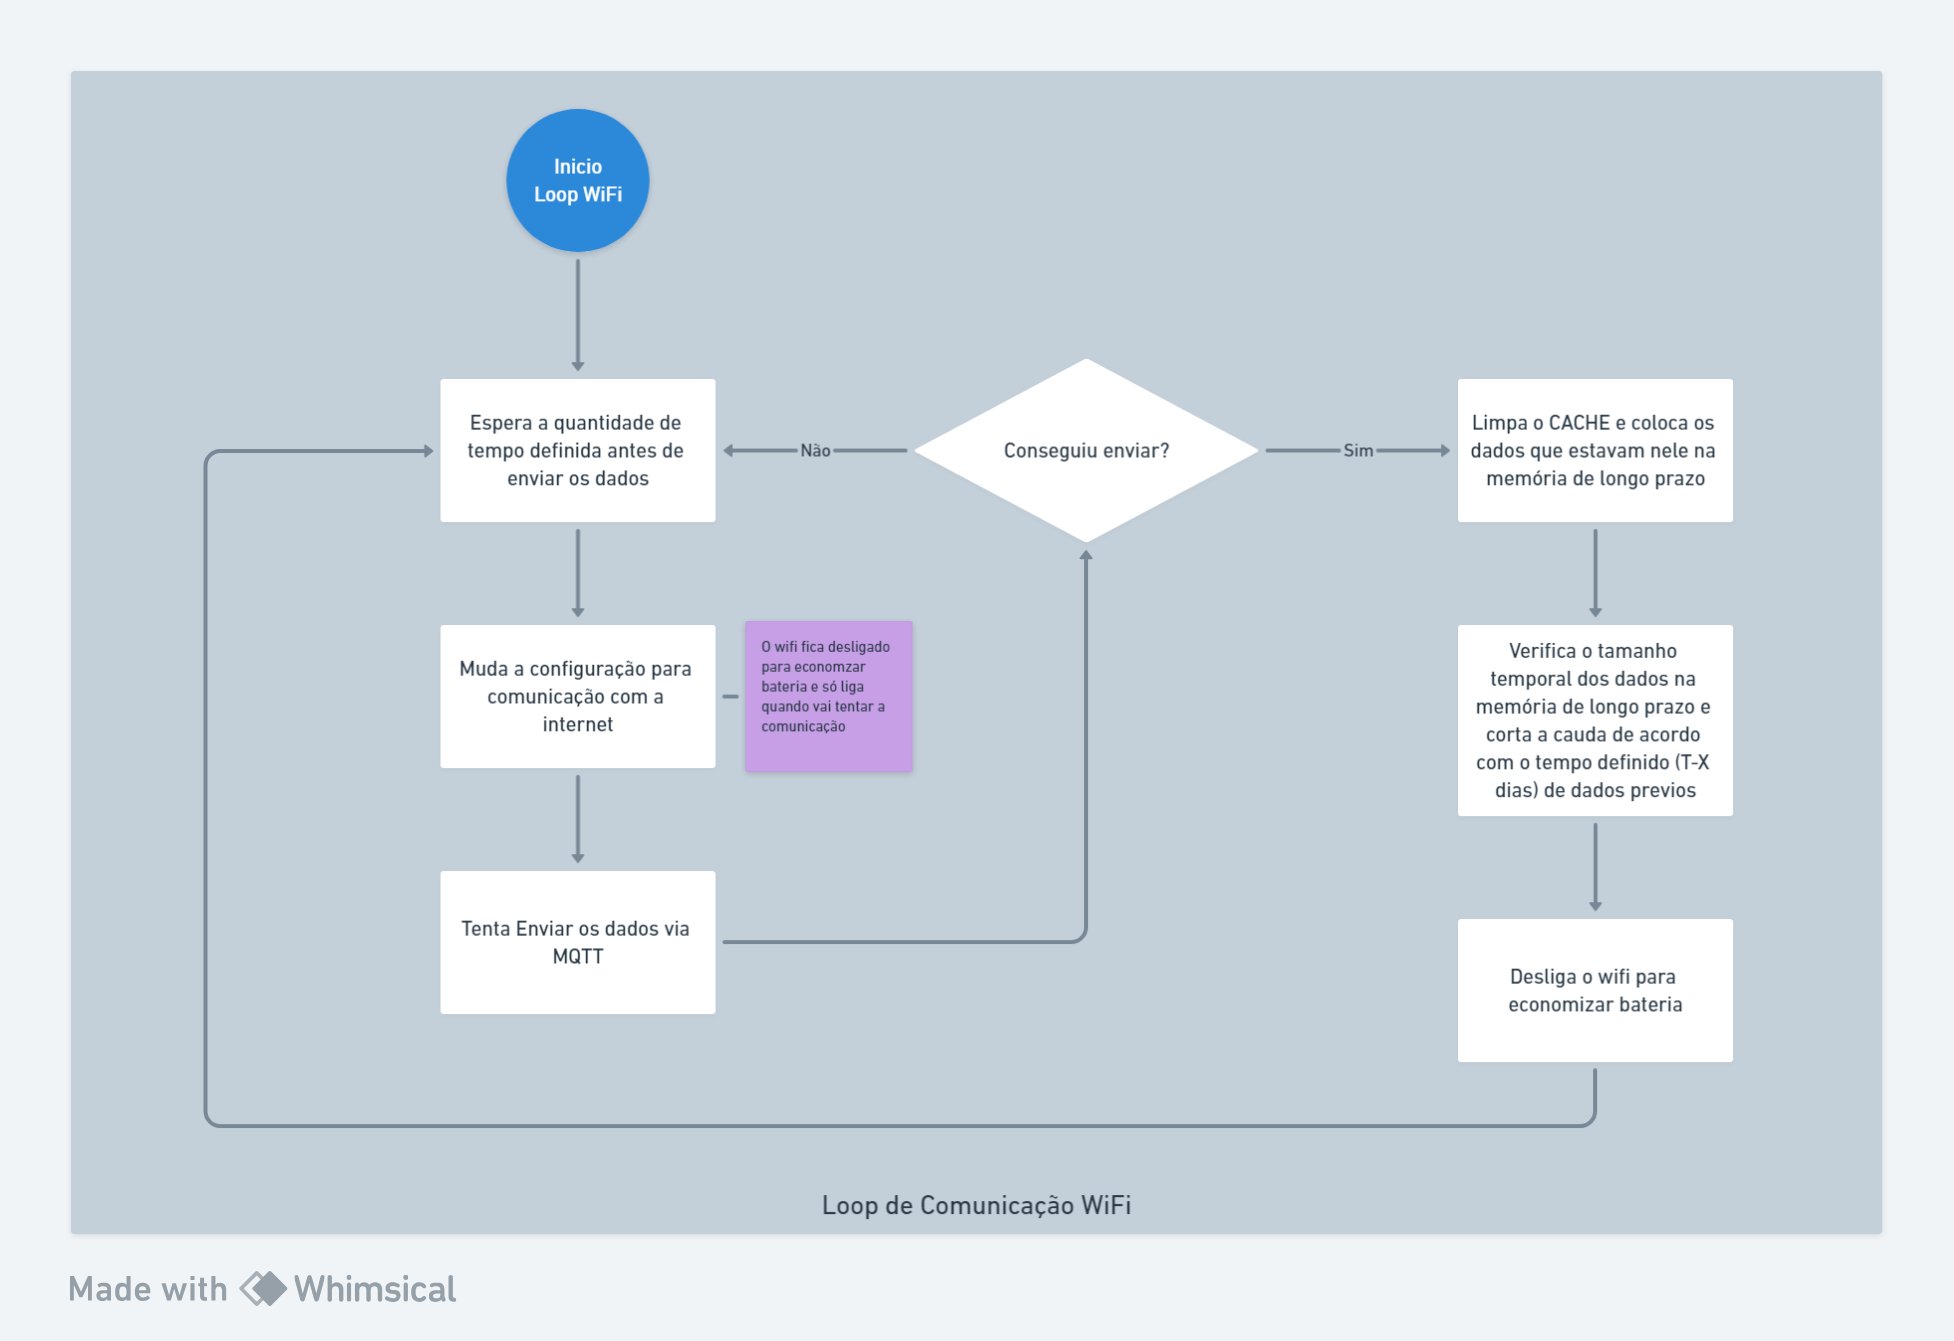 Inicio
Loop WiFi
Espera a quantidade de
tempo definida antes de
enviar os dados
Não
Conseguiu enviar?
Sim
Limpa o CACHE e coloca os
dados que estavam nele na
memória de longo prazo
Muda a configuração para
comunicação com a
internet
O wifi fica desligado
para economzar
bateria e só liga
quando vai tentar a
comunicação
Verifica o tamanho
temporal dos dados na
memória de longo prazo e
corta a cauda de acordo
com o tempo definido (T-X
dias) de dados previos
Tenta Enviar os dados via
MQTT
Desliga o wifi para
economizar bateria
Loop de Comunicação WiFi
Made with Whimsical